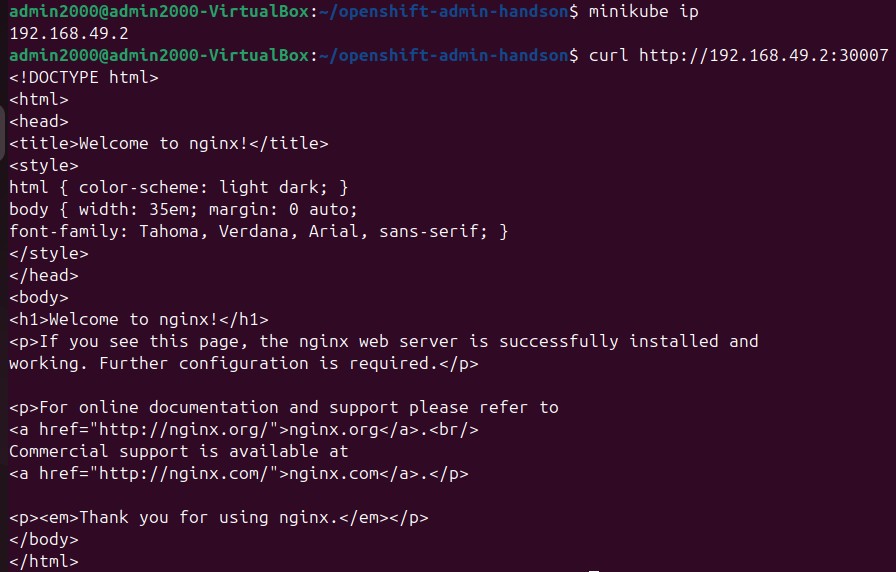 admin2000@admin2000-VirtualBox:~/openshift-admin-handson$ minikube ip
192.168.49.2
admin2000@admin2000-VirtualBox:~/openshift-admin-handson$ curl http://192.168.49.2:30007
<!DOCTYPE html>
<html>
<head>
<title>Welcome to nginx!</title>
<style>
html { color-scheme: light dark; }
body { width: 35em; margin: 0 auto;
font-family: Tahoma, Verdana, Arial, sans-serif; }
</style>
</head>
<body>
<h1>Welcome to nginx!</h1>
<p>If you see this page, the nginx web server is successfully installed and
working. Further configuration is required.</p>

<p>For online documentation and support please refer to
<a href="http://nginx.org/">nginx.org</a>.<br/>
Commercial support is available at
<a href="http://nginx.com/">nginx.com</a>.</p>

<p><em>Thank you for using nginx.</em></p>
</body>
</html>